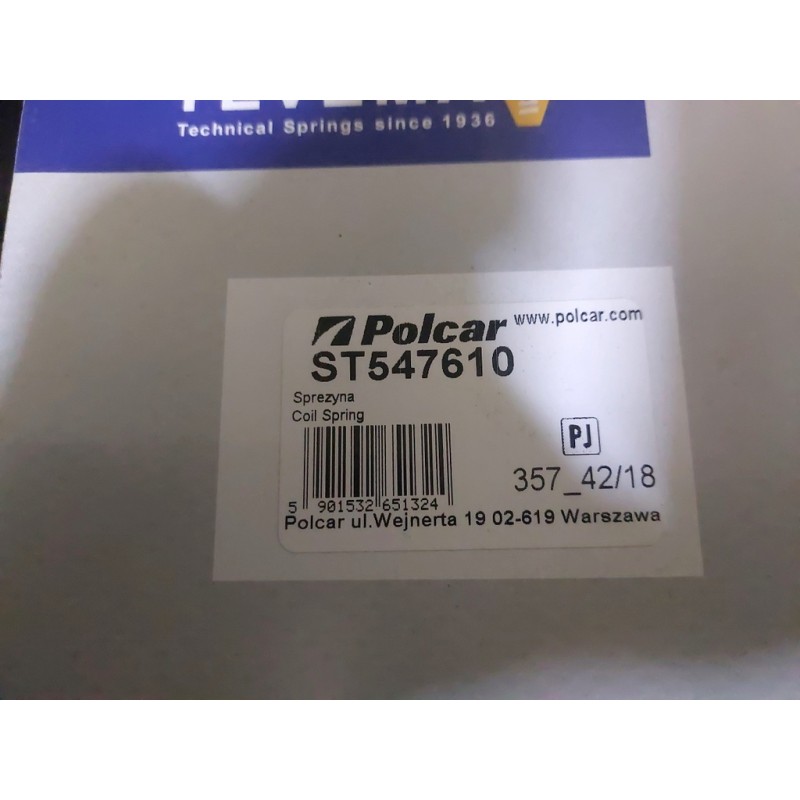 TEVEMA
Technical Springs since 1936
Polcar www.polcar.com
ST547610
Sprezyna
Coil Spring
PJ
357_42/18
5 901532 651324
Polcar ul.Wejnerta 19 02-619 Warszawa